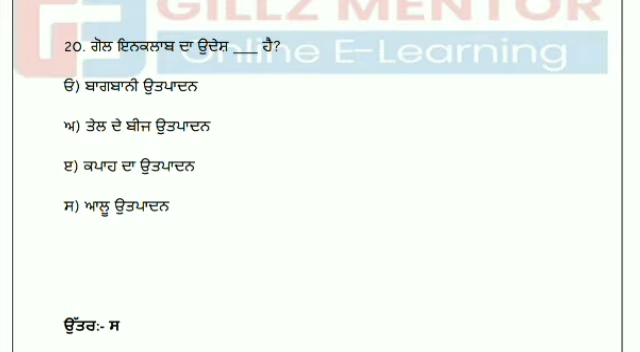 GILLZ MENTOR
Online E-Learning
20. ਗੋਲ ਇਨਕਲਾਬ ਦਾ ਉਦੇਸ਼ ___ ਹੈ?
ੳ) ਬਾਗਬਾਨੀ ਉਤਪਾਦਨ
ਅ) ਤੇਲ ਦੇ ਬੀਜ ਉਤਪਾਦਨ
ੲ) ਕਪਾਹ ਦਾ ਉਤਪਾਦਨ
ਸ) ਆਲੂ ਉਤਪਾਦਨ
ਉੱਤਰ:- ਸ